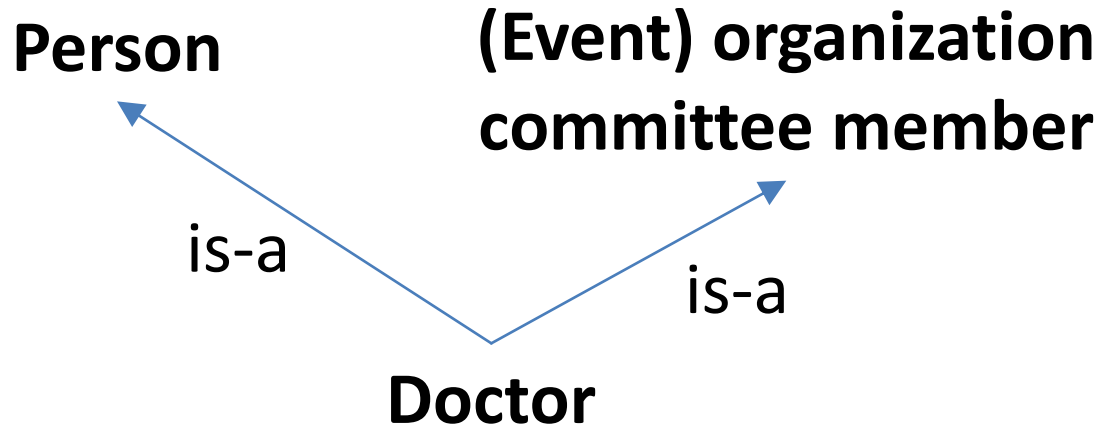 Person
(Event) organization
committee member
is-a
is-a
Doctor